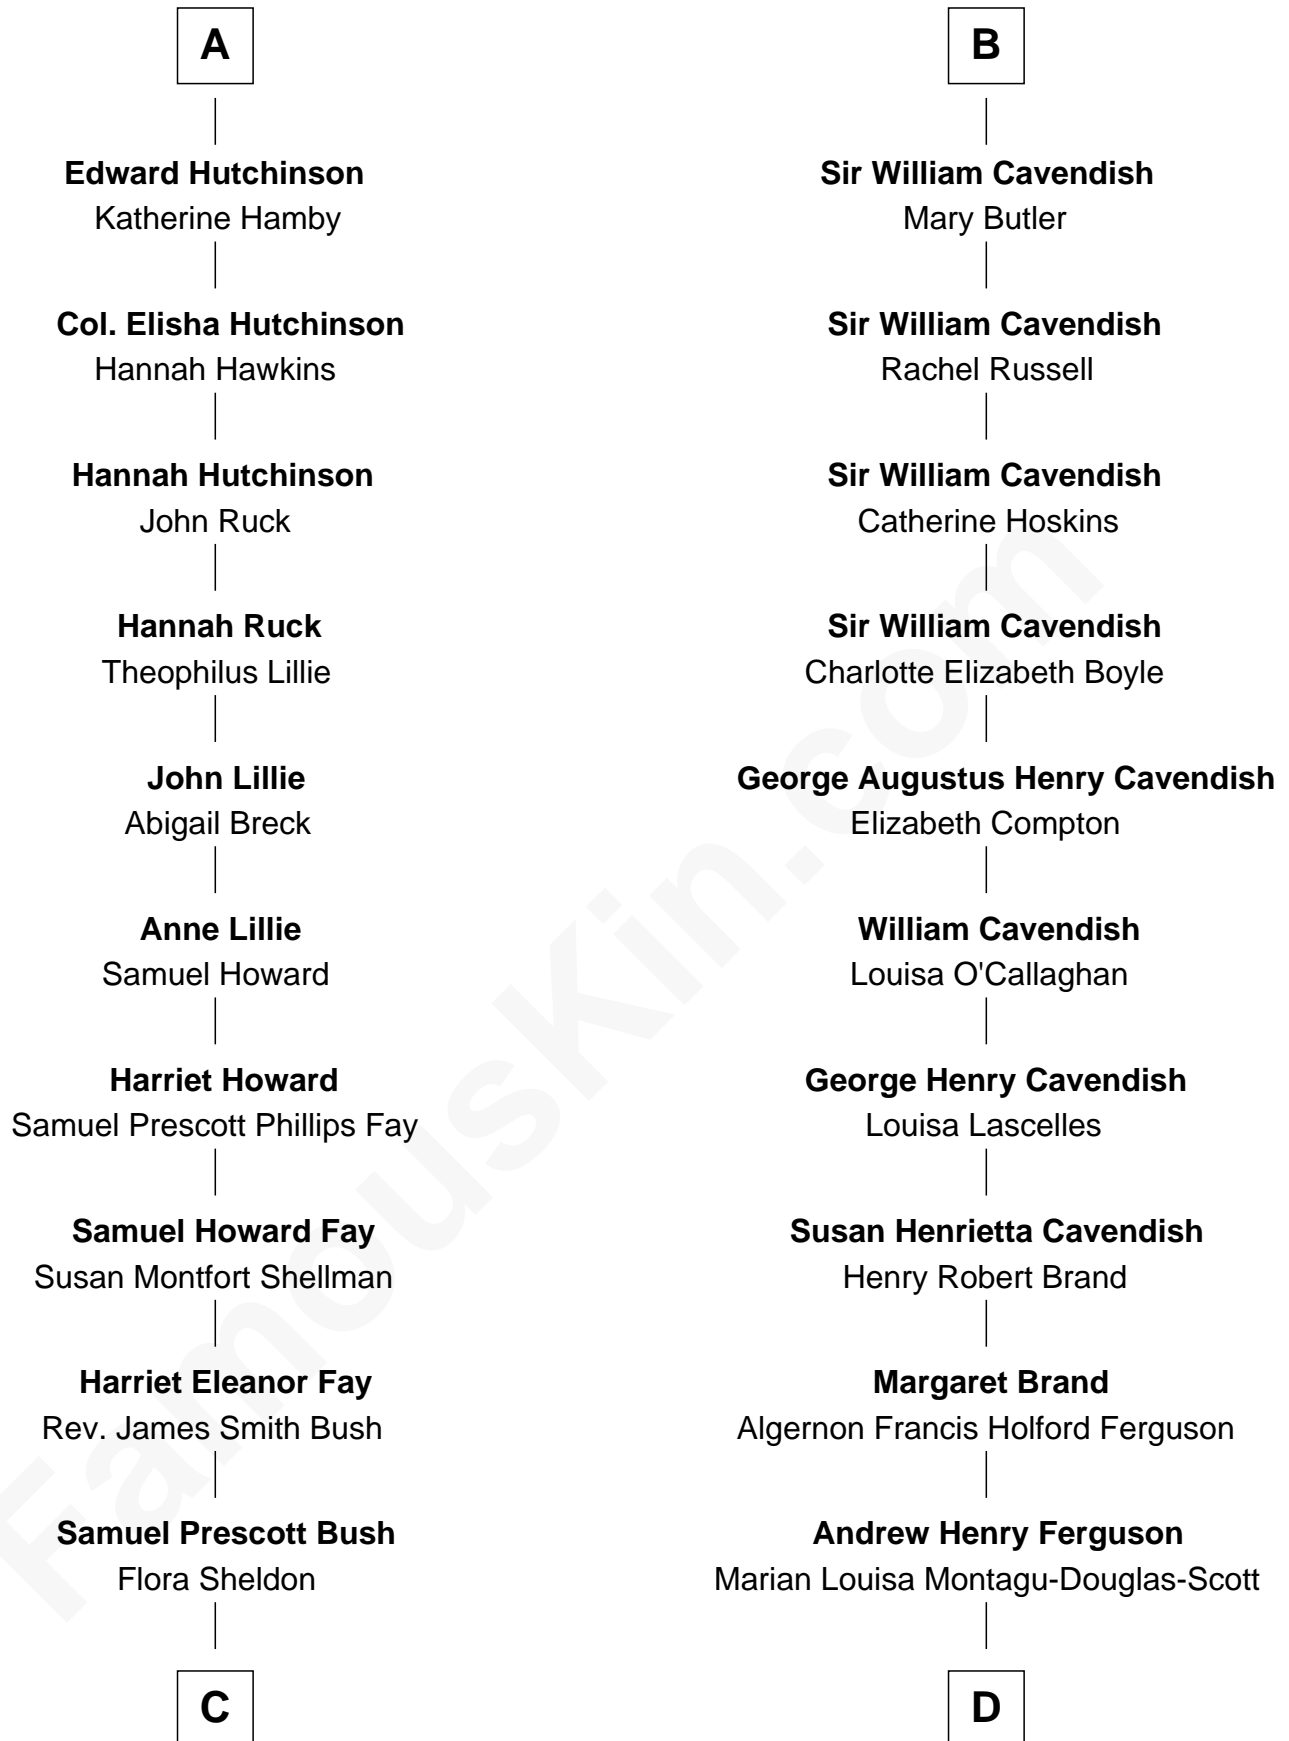 A
Edward Hutchinson
Katherine Hamby
Col. Elisha Hutchinson
Hannah Hawkins
Hannah Hutchinson
John Ruck
Hannah Ruck
Theophilus Lillie
John Lillie
Abigail Breck
Anne Lillie
Samuel Howard
Harriet Howard
Samuel Prescott Phillips Fay
Samuel Howard Fay
Susan Montfort Shellman
Harriet Eleanor Fay
Rev. James Smith Bush
Samuel Prescott Bush
Flora Sheldon
C
B
Sir William Cavendish
Mary Butler
Sir William Cavendish
Rachel Russell
Sir William Cavendish
Catherine Hoskins
Sir William Cavendish
Charlotte Elizabeth Boyle
George Augustus Henry Cavendish
Elizabeth Compton
William Cavendish
Louisa O'Callaghan
George Henry Cavendish
Louisa Lascelles
Susan Henrietta Cavendish
Henry Robert Brand
Margaret Brand
Algernon Francis Holford Ferguson
Andrew Henry Ferguson
Marian Louisa Montagu-Douglas-Scott
D
FamousKin.com